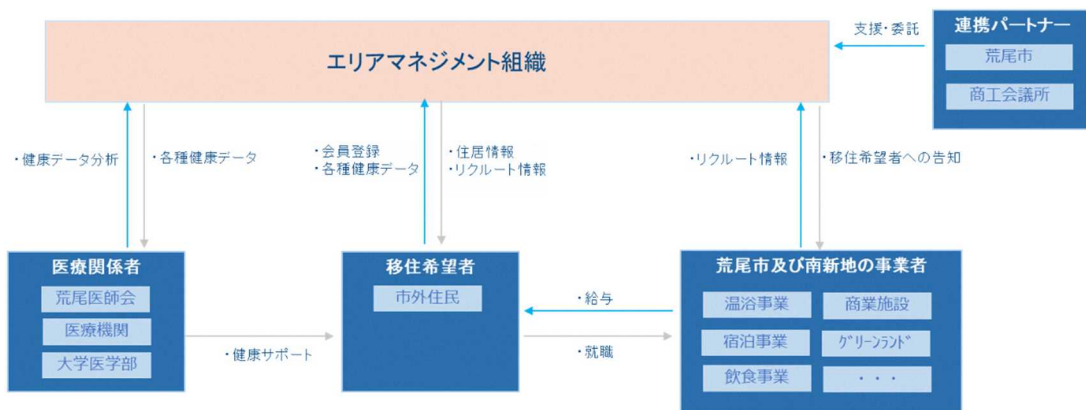 支援・委託
連携パートナー
荒尾市
商工会議所
エリアマネジメント組織
・健康データ分析
・各種健康データ
・会員登録
・各種健康データ
・住居情報
・リクルート情報
・リクルート情報
・移住希望者への告知
医療関係者
荒尾医師会
医療機関
大学医学部
・健康サポート
移住希望者
市外住民
・給与
・就職
荒尾市及び南新地の事業者
温浴事業
商業施設
宿泊事業
グリーンランド
飲食事業
・・・